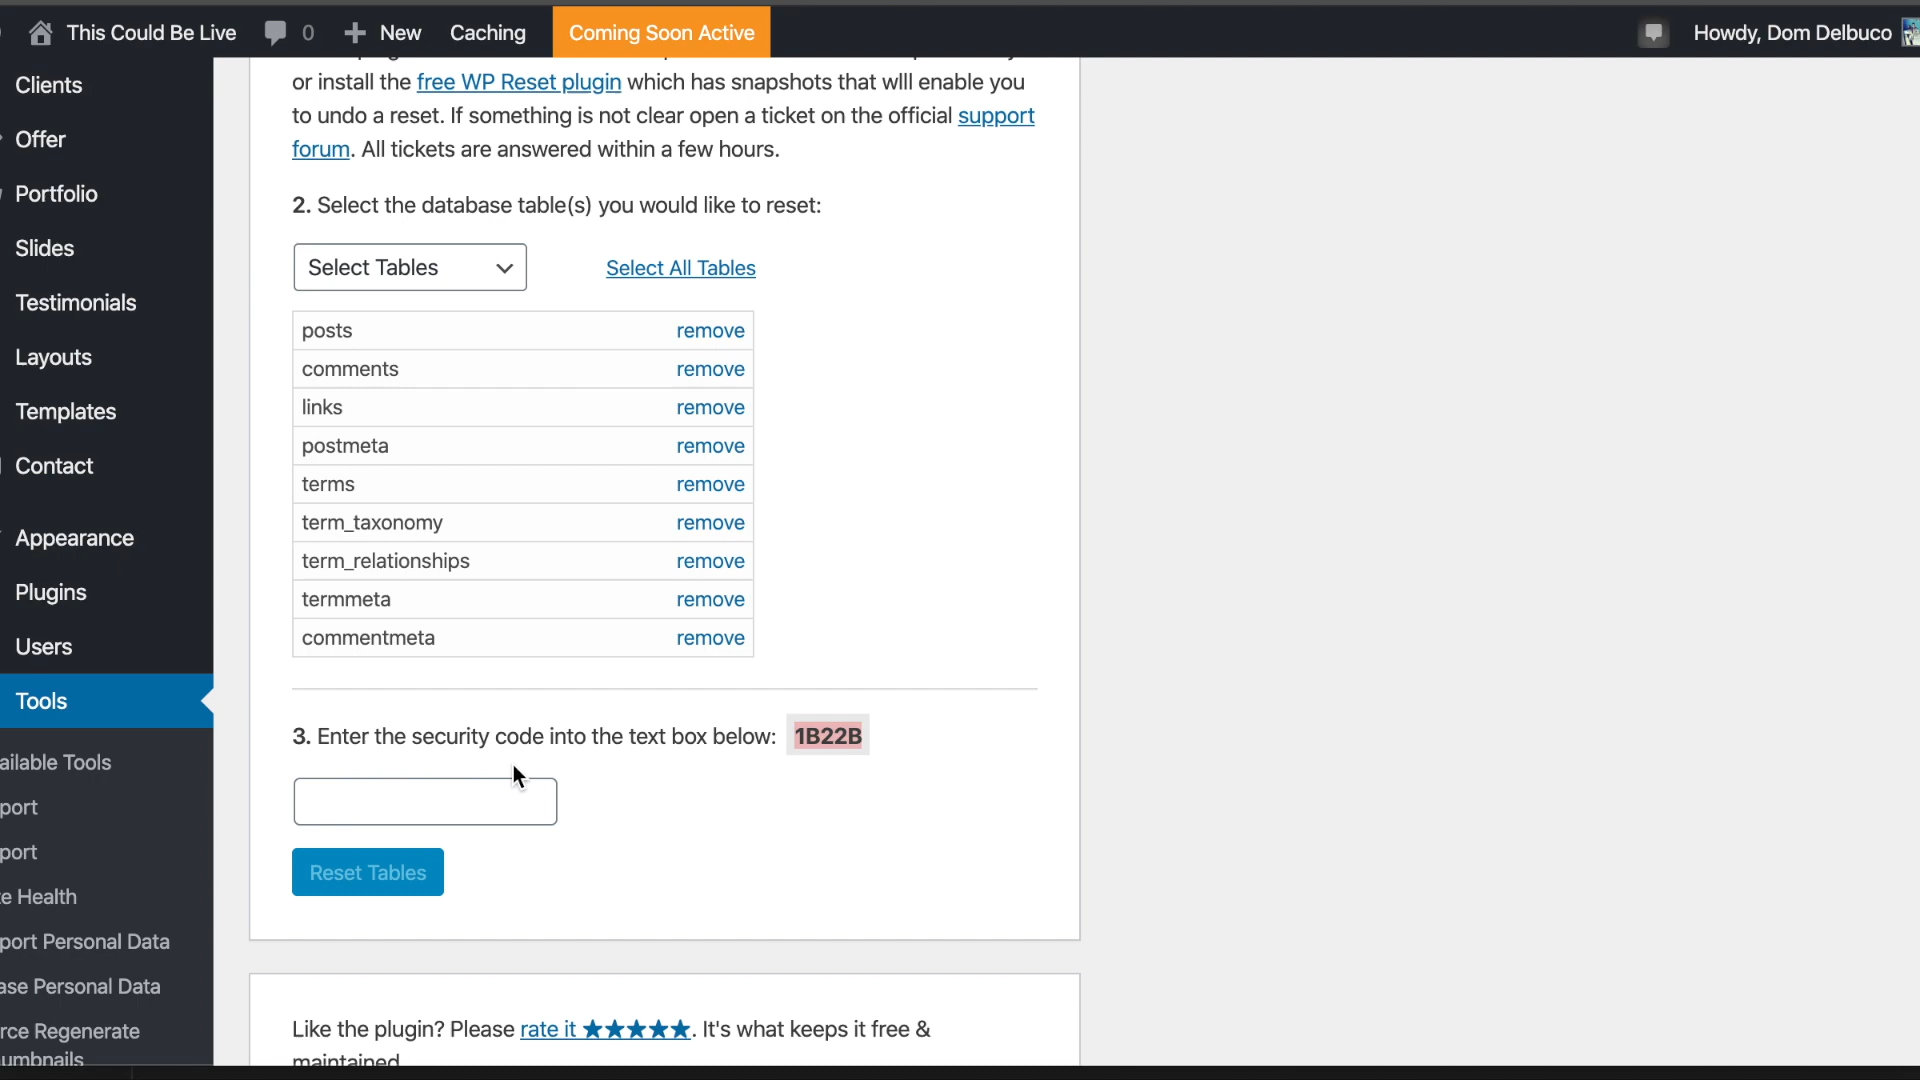 This Could Be Live 0 New Caching Coming Soon Active Howdy, Dom Delbuco
Clients
Offer
Portfolio
Slides
Testimonials
Layouts
Templates
Contact
Appearance
Plugins
Users
Tools
ailable Tools
port
port
e Health
port Personal Data
ase Personal Data
rce Regenerate
umbnails
or install the free WP Reset plugin which has snapshots that wlll enable you
to undo a reset. If something is not clear open a ticket on the official support
forum. All tickets are answered within a few hours.
2. Select the database table(s) you would like to reset:
Select Tables Select All Tables
posts remove
comments remove
links remove
postmeta remove
terms remove
term_taxonomy remove
term_relationships remove
termmeta remove
commentmeta remove
3. Enter the security code into the text box below: 1B22B
Reset Tables
Like the plugin? Please rate it ★★★★★. It's what keeps it free &
maintained